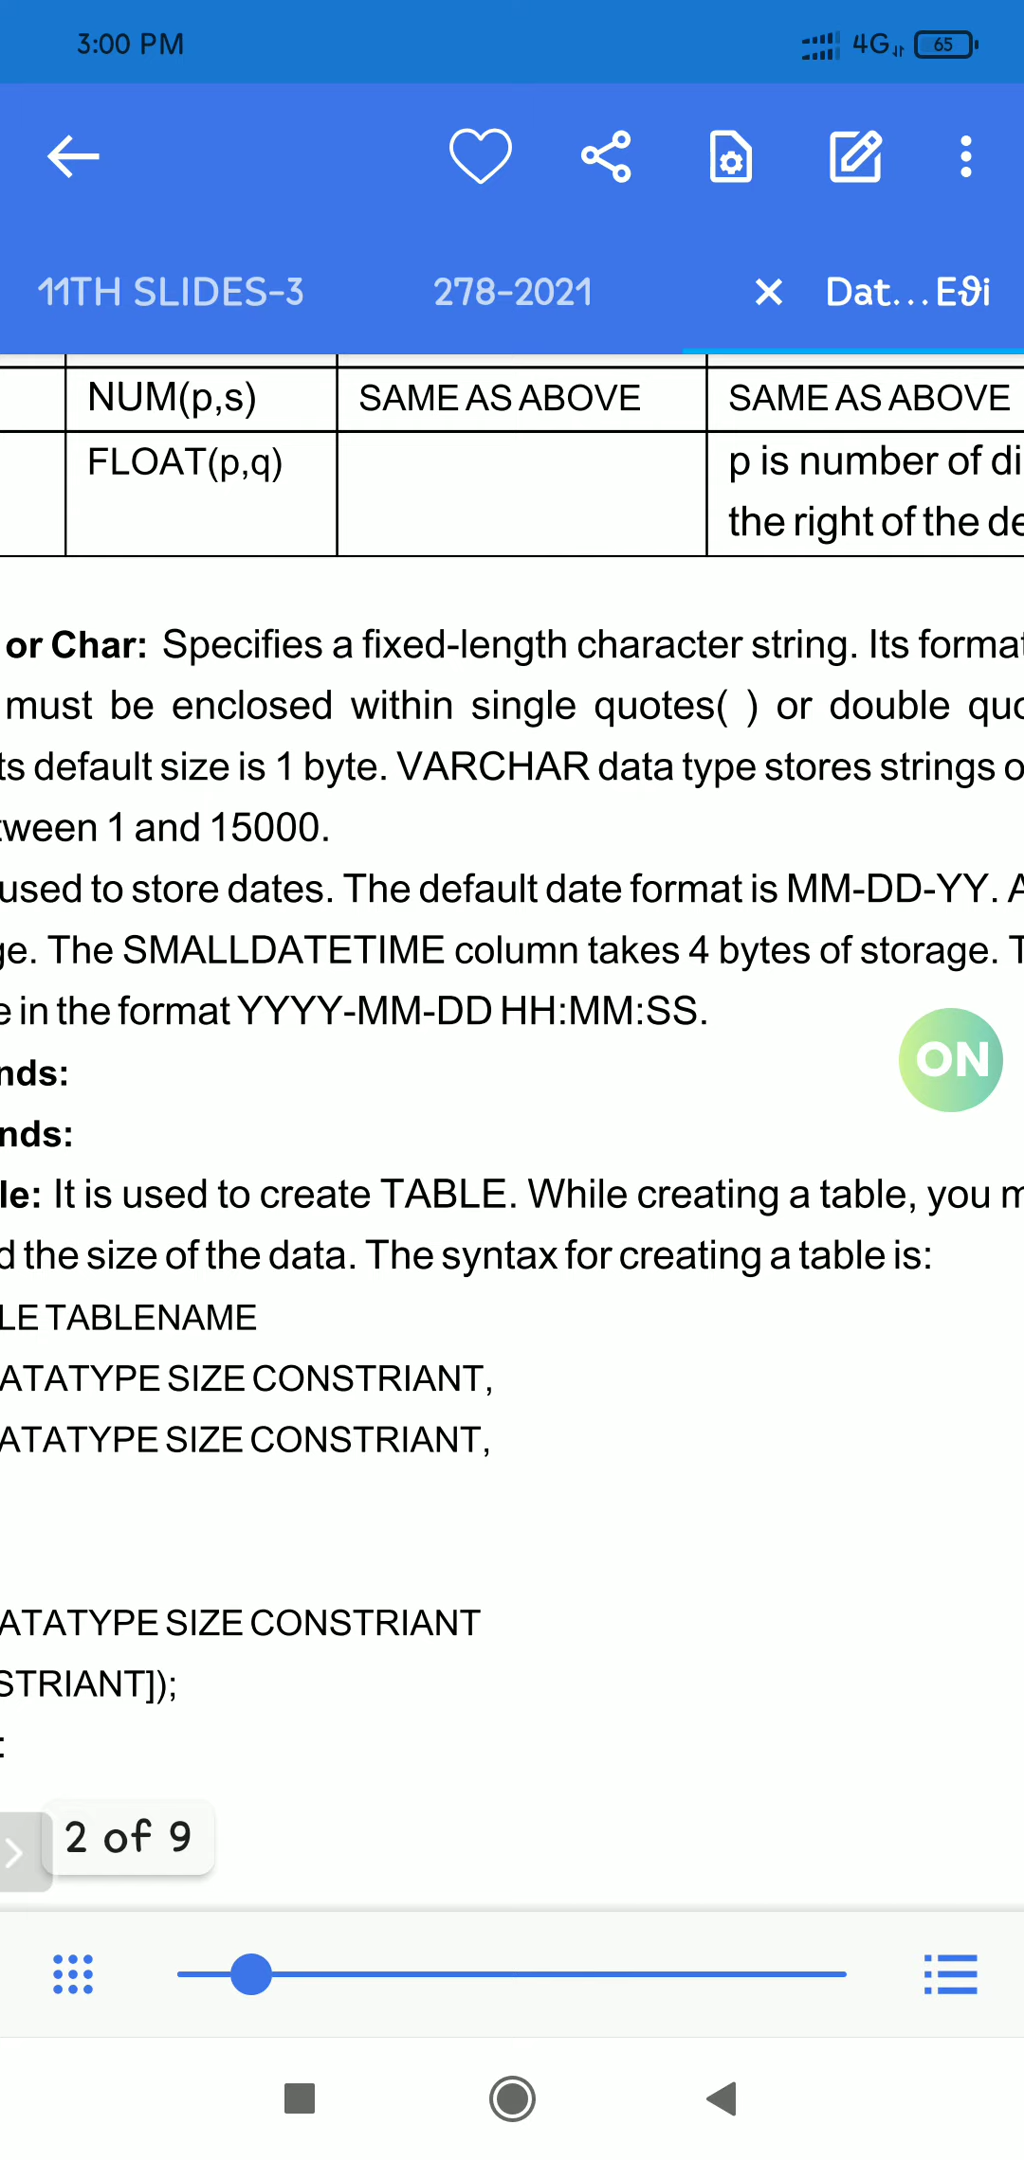 3:00 PM 4G 65
11TH SLIDES-3 278-2021 Dat...E9i
NUM(p,s) SAME AS ABOVE SAME AS ABOVE
FLOAT(p,q) p is number of di
the right of the de
or Char: Specifies a fixed-length character string. Its format
must be enclosed within single quotes( ) or double quo
ts default size is 1 byte. VARCHAR data type stores strings o
tween 1 and 15000.
used to store dates. The default date format is MM-DD-YY. A
ge. The SMALLDATETIME column takes 4 bytes of storage. T
e in the format YYYY-MM-DD HH:MM:SS.
ON
nds:
nds:
le: It is used to create TABLE. While creating a table, you m
d the size of the data. The syntax for creating a table is:
LE TABLENAME
ATATYPE SIZE CONSTRIANT,
ATATYPE SIZE CONSTRIANT,
ATATYPE SIZE CONSTRIANT
STRIANT]);
:
2 of 9